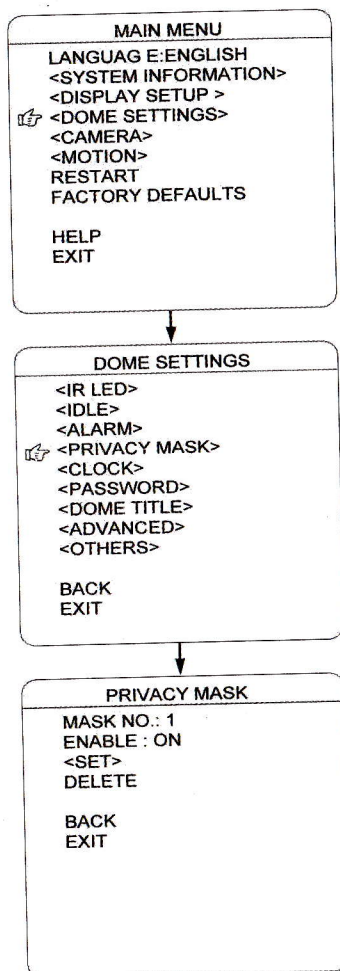 MAIN MENU
LANGUAG E:ENGLISH
<SYSTEM INFORMATION>
<DISPLAY SETUP >
<DOME SETTINGS>
<CAMERA>
<MOTION>
RESTART
FACTORY DEFAULTS
HELP
EXIT
DOME SETTINGS
<IR LED>
<IDLE>
<ALARM>
<PRIVACY MASK>
<CLOCK>
<PASSWORD>
<DOME TITLE>
<ADVANCED>
<OTHERS>
BACK
EXIT
PRIVACY MASK
MASK NO.: 1
ENABLE : ON
<SET>
DELETE
BACK
EXIT